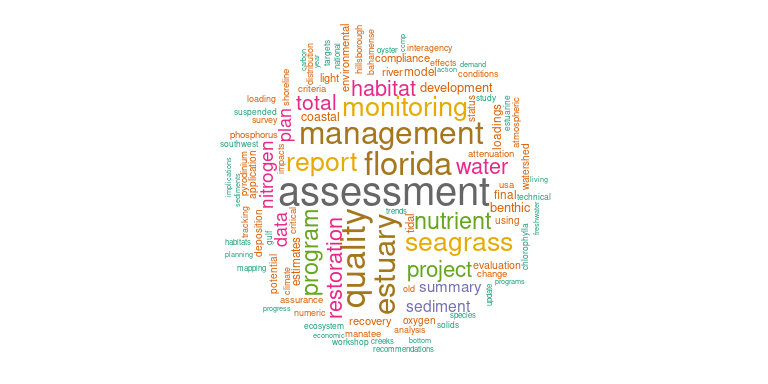 assessment
management
florida
quality
estuary
monitoring
report
seagrass
nutrient
project
program
water
habitat
total
plan
nitrogen
data
restoration
summary
sediment
benthic
final
development
compliance
environmental
hillsborough
bahamense
oyster
ccmp
interagency
effects
demand
action
conditions
river
model
light
criteria
coastal
national
targets
year
carbon
distribution
shoreline
loading
suspended
survey
phosphorus
southwest
impacts
status
study
estuarine
atmospheric
loadings
attenuation
watershed
living
usa
technical
using
freshwater
chlorophylla
trends
tidal
critical
implications
sediments
pyrodinium
application
tracking
deposition
gulf
habitats
planning
mapping
potential
climate
estimates
assurance
progress
numeric
ecosystem
economic
workshop
manatee
creeks
recovery
oxygen
analysis
bottom
recommendations
solids
species
old
evaluation
change
update
programs